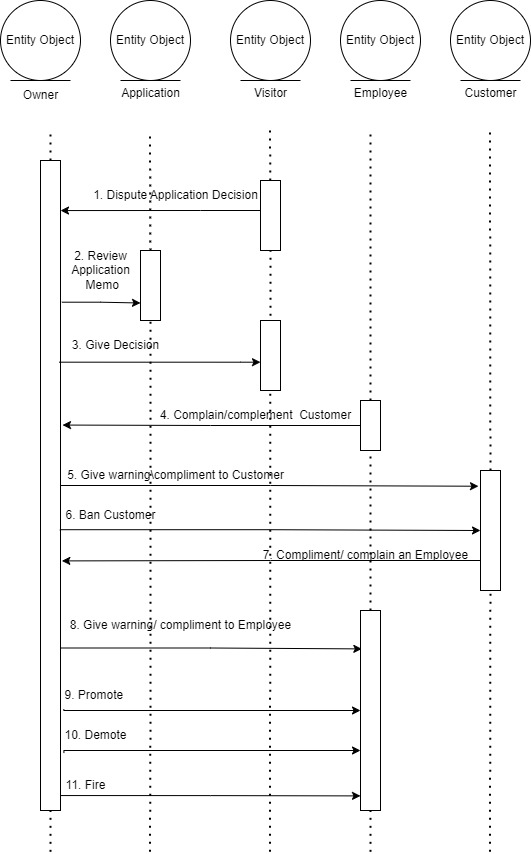 Entity Object Entity Object Entity Object Entity Object Entity Object
Owner Application Visitor Employee Customer
1. Dispute Application Decision
2. Review
Application
Memo
3. Give Decision
4. Complain/complement Customer
5. Give warning\compliment to Customer
6. Ban Customer
7. Compliment/ complain an Employee
8. Give warning/ compliment to Employee
9. Promote
10. Demote
11. Fire